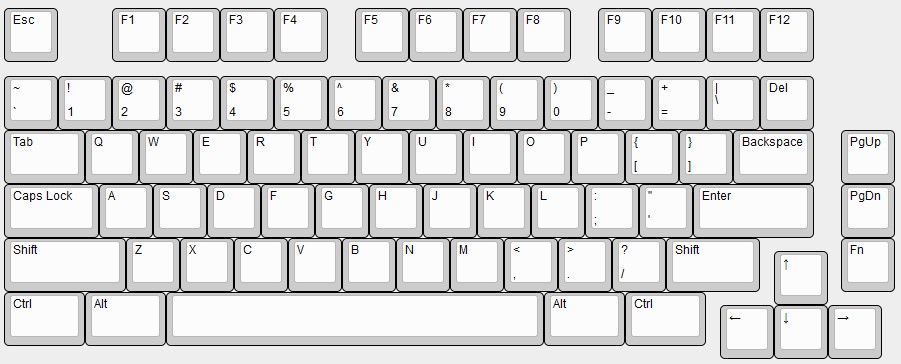 Esc F1 F2 F3 F4 F5 F6 F7 F8 F9 F10 F11 F12
~ ! @ # $ % ^ & * ( ) _ + | Del
` 1 2 3 4 5 6 7 8 9 0 - = \
Tab Q W E R T Y U I O P { } Backspace PgUp
[ ]
Caps Lock A S D F G H J K L : " Enter PgDn
; '
Shift Z X C V B N M < > ? Shift Fn
, . /
↑
Ctrl Alt Alt Ctrl
← ↓ →